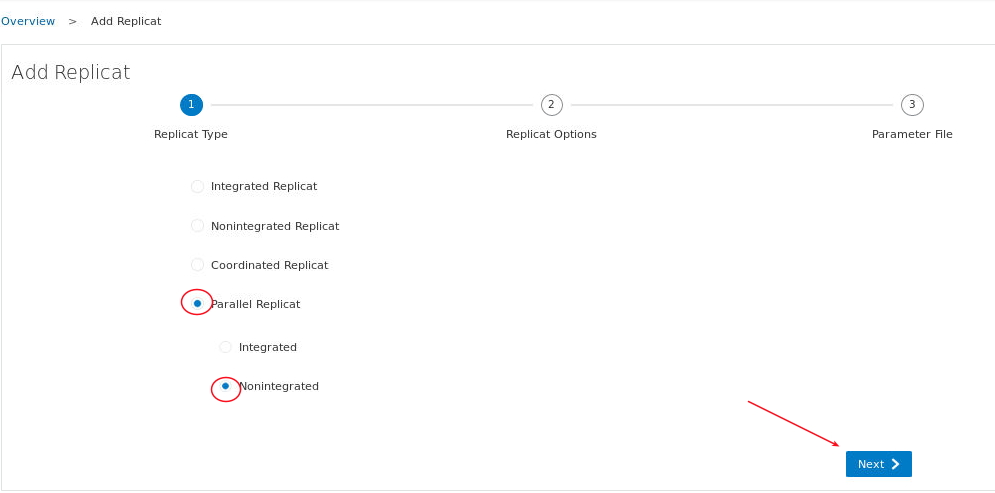 Overview > Add Replicat
Add Replicat
1 2 3
Replicat Type Replicat Options Parameter File
Integrated Replicat
Nonintegrated Replicat
Coordinated Replicat
Parallel Replicat
Integrated
Nonintegrated
Next